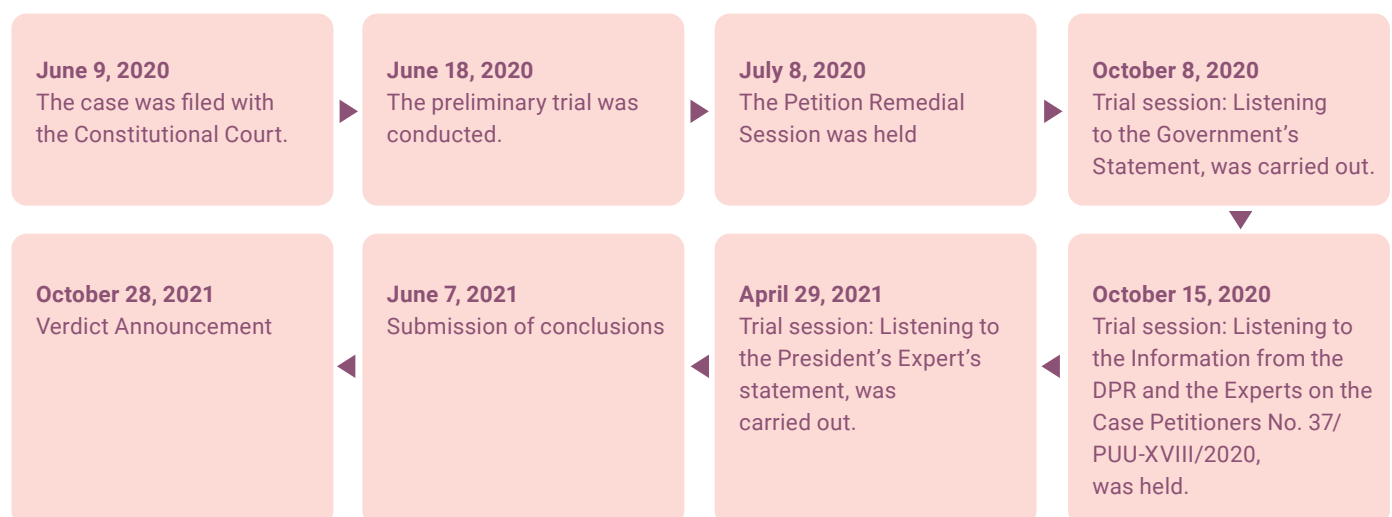 June 9, 2020
The case was filed with
the Constitutional Court.
June 18, 2020
The preliminary trial was
conducted.
July 8, 2020
The Petition Remedial
Session was held
October 8, 2020
Trial session: Listening
to the Government’s
Statement, was carried out.
October 15, 2020
Trial session: Listening to
the Information from the
DPR and the Experts on the
Case Petitioners No. 37/
PUU-XVIII/2020,
was held.
April 29, 2021
Trial session: Listening to
the President’s Expert’s
statement, was
carried out.
June 7, 2021
Submission of conclusions
October 28, 2021
Verdict Announcement